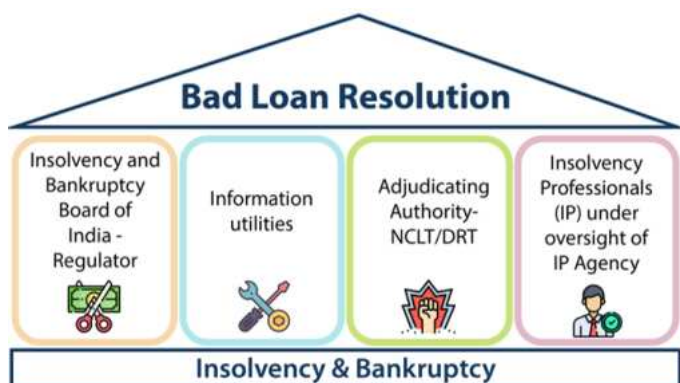 Bad Loan Resolution
Insolvency and
Bankruptcy
Board of
India -
Regulator
Information
utilities
Adjudicating
Authority-
NCLT/DRT
Insolvency
Professionals
(IP) under
oversight of
IP Agency
Insolvency & Bankruptcy